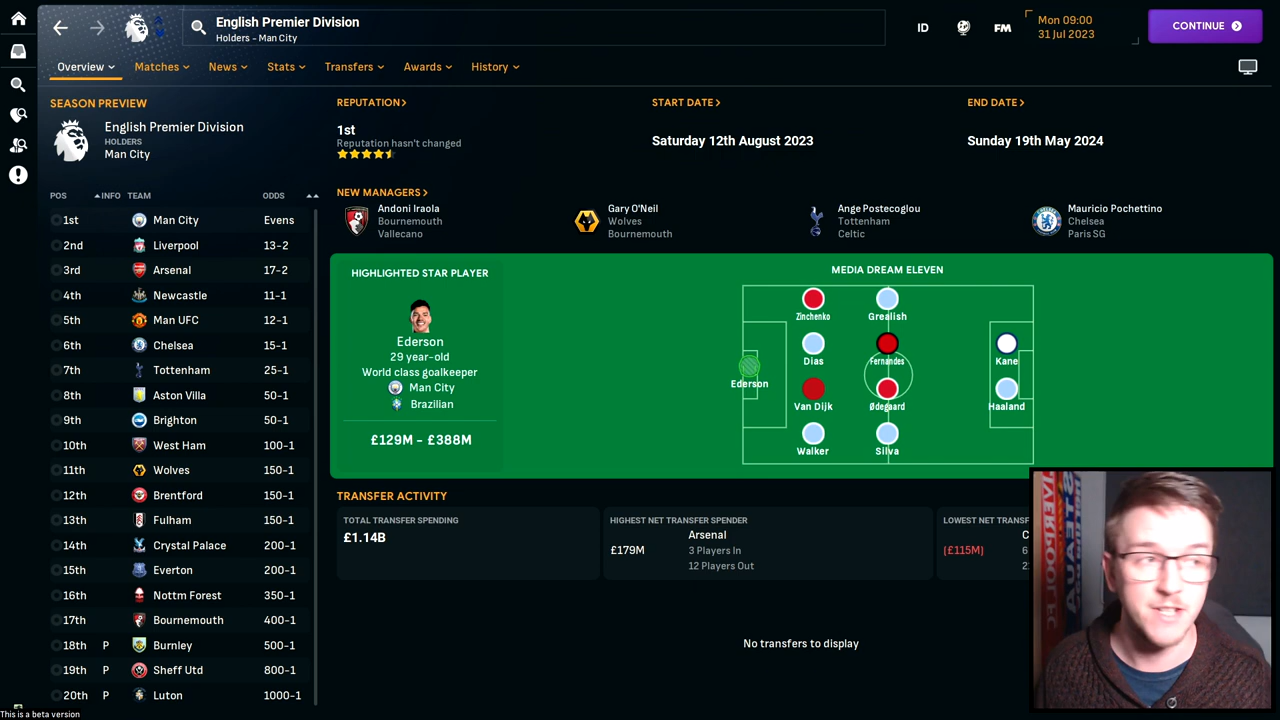 English Premier Division
Holders - Man City
ID
FM
Mon 09:00
31 Jul 2023
CONTINUE
Overview
Matches
News
Stats
Transfers
Awards
History
SEASON PREVIEW
English Premier Division
HOLDERS
Man City
REPUTATION
1st
Reputation hasn't changed
START DATE
Saturday 12th August 2023
END DATE
Sunday 19th May 2024
NEW MANAGERS
Andoni Iraola
Bournemouth
Vallecano
Gary O'Neil
Wolves
Bournemouth
Ange Postecoglou
Tottenham
Celtic
Mauricio Pochettino
Chelsea
Paris SG
POS INFO TEAM ODDS
1st Man City Evens
2nd Liverpool 13-2
3rd Arsenal 17-2
4th Newcastle 11-1
5th Man UFC 12-1
6th Chelsea 15-1
7th Tottenham 25-1
8th Aston Villa 50-1
9th Brighton 50-1
10th West Ham 100-1
11th Wolves 150-1
12th Brentford 150-1
13th Fulham 150-1
14th Crystal Palace 200-1
15th Everton 200-1
16th Nottm Forest 350-1
17th Bournemouth 400-1
18th P Burnley 500-1
19th P Sheff Utd 800-1
20th P Luton 1000-1
HIGHLIGHTED STAR PLAYER
Ederson
29 year-old
World class goalkeeper
Man City
Brazilian
£129M - £388M
MEDIA DREAM ELEVEN
Zinchenko
Grealish
Dias
Fernandes
Kane
Ederson
Van Dijk
Ødegaard
Haaland
Walker
Silva
TRANSFER ACTIVITY
TOTAL TRANSFER SPENDING
£1.14B
HIGHEST NET TRANSFER SPENDER
Arsenal
£179M
3 Players In
12 Players Out
LOWEST NET TRANSF
C
(£115M)
6
2
No transfers to display
This is a beta version